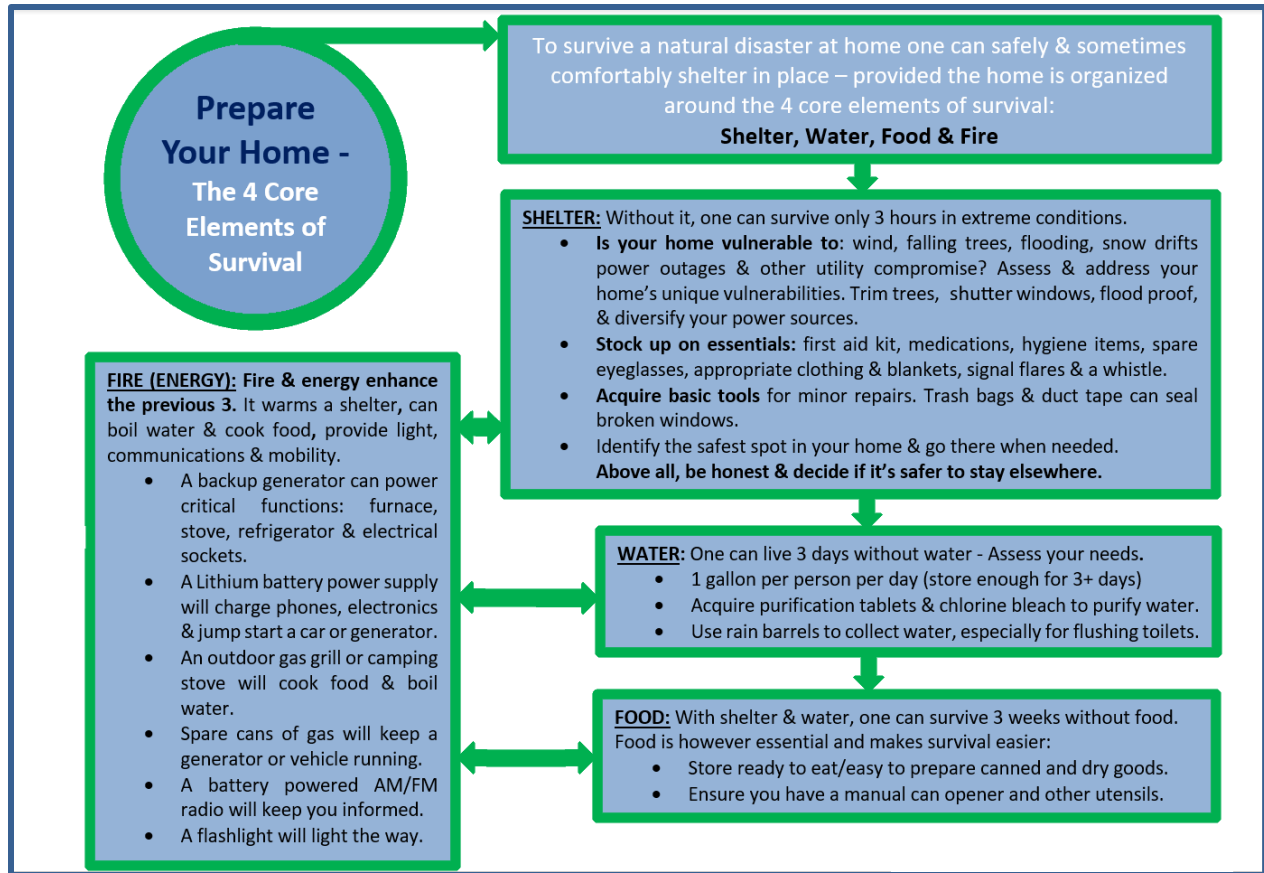 Prepare
Your Home -
The 4 Core
Elements of
Survival
To survive a natural disaster at home one can safely & sometimes
comfortably shelter in place – provided the home is organized
around the 4 core elements of survival:
Shelter, Water, Food & Fire
SHELTER: Without it, one can survive only 3 hours in extreme conditions.
• Is your home vulnerable to: wind, falling trees, flooding, snow drifts
power outages & other utility compromise? Assess & address your
home's unique vulnerabilities. Trim trees, shutter windows, flood proof,
& diversify your power sources.
• Stock up on essentials: first aid kit, medications, hygiene items, spare
eyeglasses, appropriate clothing & blankets, signal flares & a whistle.
• Acquire basic tools for minor repairs. Trash bags & duct tape can seal
broken windows.
• Identify the safest spot in your home & go there when needed.
Above all, be honest & decide if it's safer to stay elsewhere.
WATER: One can live 3 days without water - Assess your needs.
• 1 gallon per person per day (store enough for 3+ days)
• Acquire purification tablets & chlorine bleach to purify water.
• Use rain barrels to collect water, especially for flushing toilets.
FOOD: With shelter & water, one can survive 3 weeks without food.
Food is however essential and makes survival easier:
• Store ready to eat/easy to prepare canned and dry goods.
• Ensure you have a manual can opener and other utensils.
FIRE (ENERGY): Fire & energy enhance
the previous 3. It warms a shelter, can
boil water & cook food, provide light,
communications & mobility.
• A backup generator can power
critical functions: furnace,
stove, refrigerator & electrical
sockets.
• A Lithium battery power supply
will charge phones, electronics
& jump start a car or generator.
• An outdoor gas grill or camping
stove will cook food & boil
water.
• Spare cans of gas will keep a
generator or vehicle running.
• A battery powered AM/FM
radio will keep you informed.
• A flashlight will light the way.